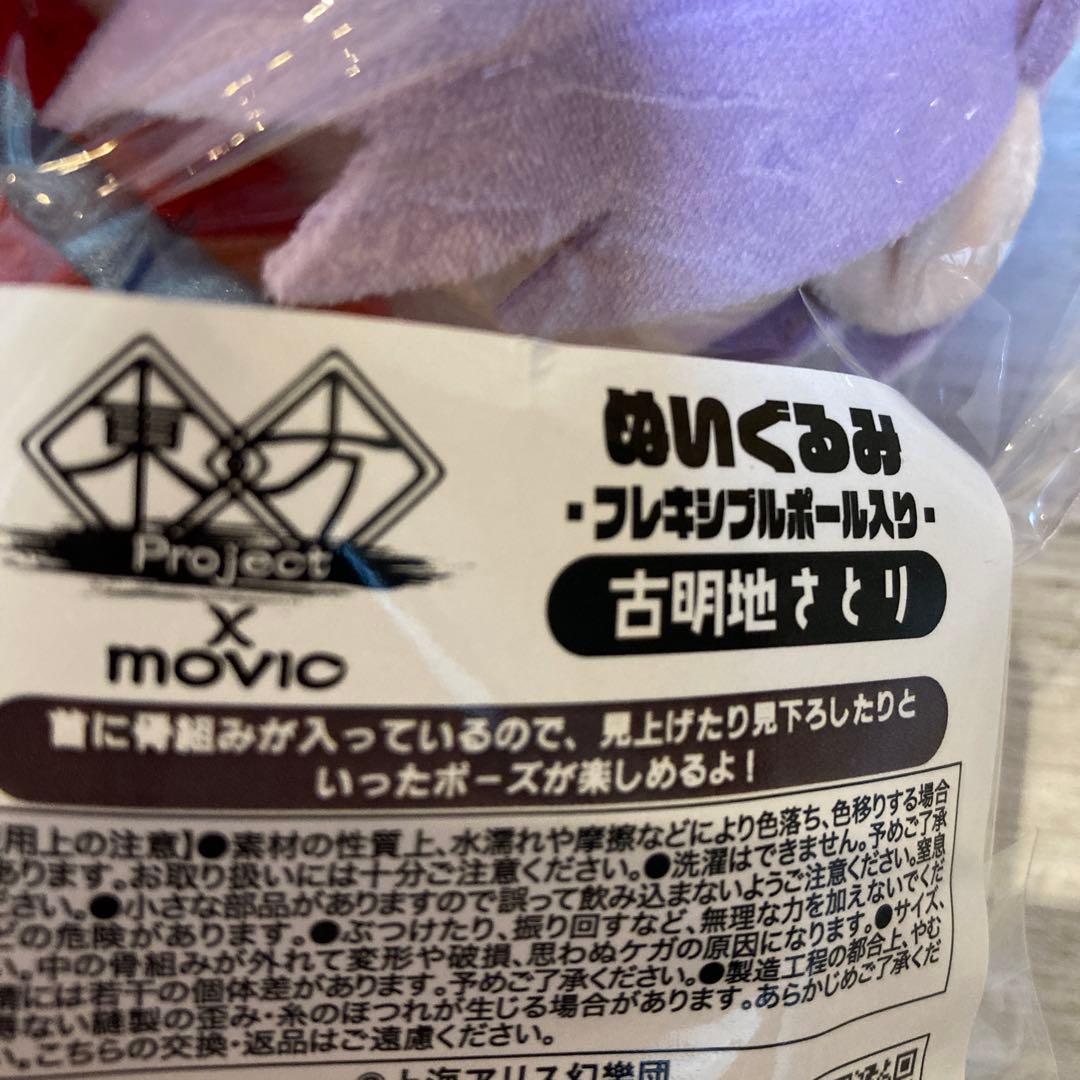 東方
Project
×
movic
ぬいぐるみ
-フレキシブルポール入り-
古明地さとり
首に骨組みが入っているので、見上げたり見下ろしたりと
いったポーズが楽しめるよ!
用上の注意】●素材の性質上、水濡れや摩擦などにより色落ち、色移りする場合
あります。お取り扱いには十分ご注意ください。●洗濯はできません。予めご了承
ださい。●小さな部品がありますので誤って飲み込まないようご注意ください。窒息
どの危険があります。●ぶつけたり、振り回すなど、無理な力を加えないでくだ
い。中の骨組みが外れて変形や破損、思わぬケガの原因になります。●サイズ、
には若干の個体差があります。予めご了承ください。●製造工程の都合上、やむ
得ない縫製の歪み・糸のほつれが生じる場合があります。あらかじめご了承くだ
い。こちらの交換・返品はご遠慮ください。
©上海アリス幻樂団